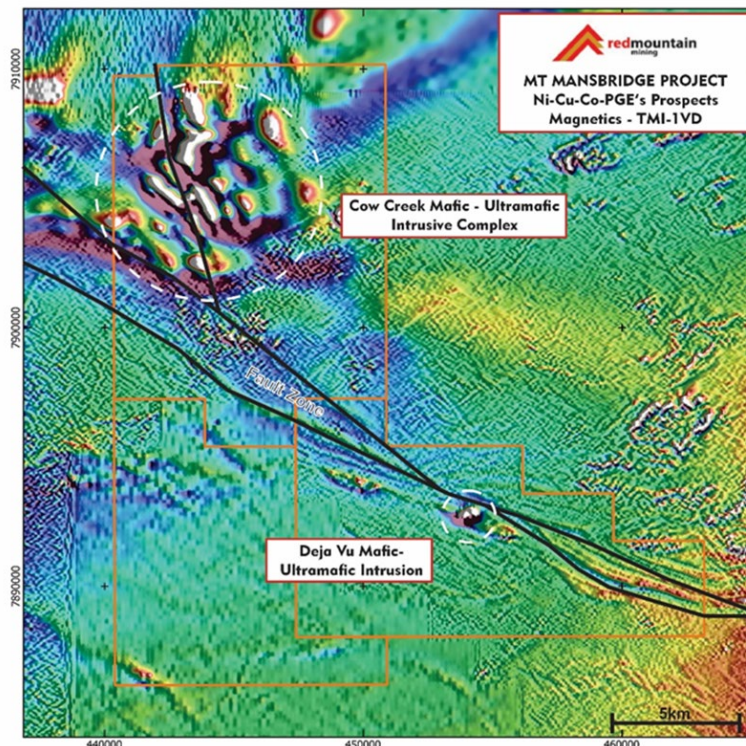 redmountain
mining
MT MANSBRIDGE PROJECT
Ni-Cu-Co-PGE's Prospects
Magnetics - TMI-1VD
7910000
Cow Creek Mafic - Ultramafic
Intrusive Complex
7900000
Fault Zone
Deja Vu Mafic-
Ultramafic Intrusion
7890000
5km
440000
450000
460000